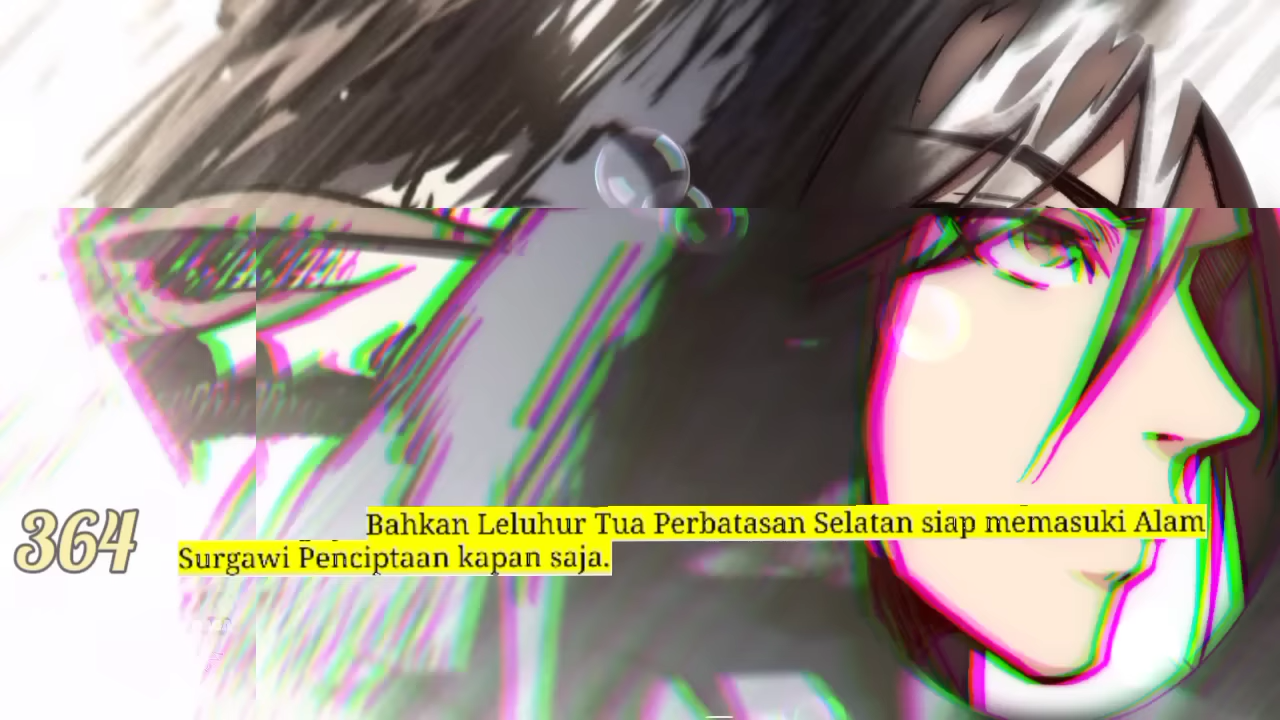 364
Bahkan Leluhur Tua Perbatasan Selatan siap memasuki Alam
Surgawi Penciptaan kapan saja.